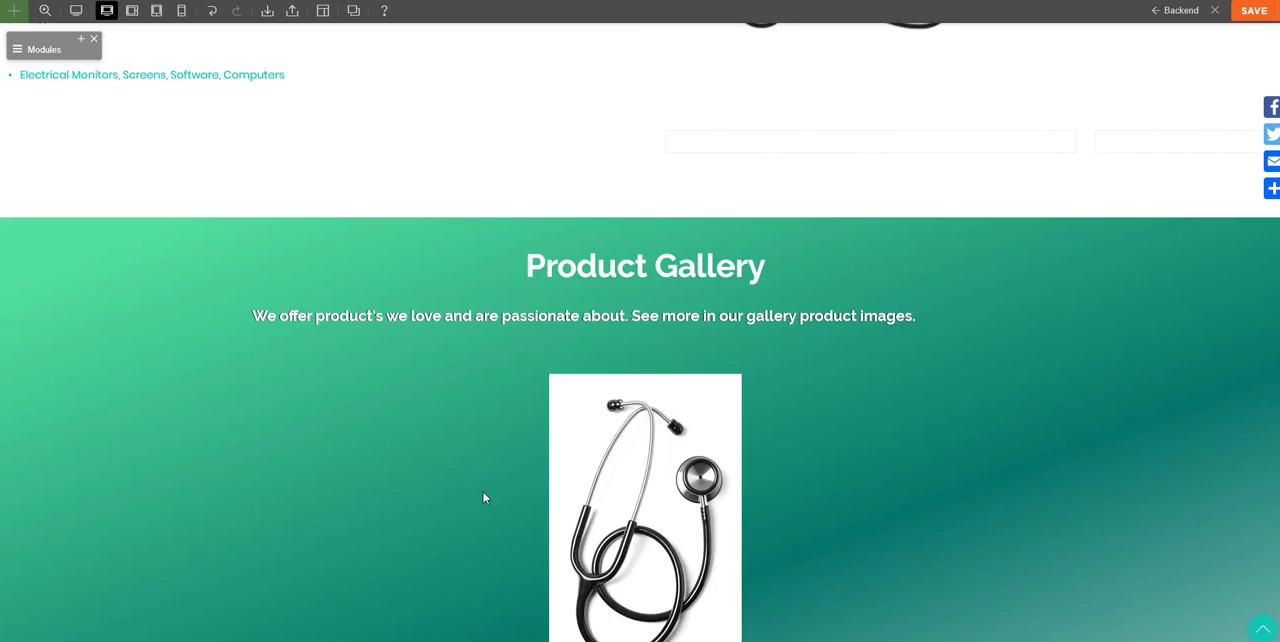 Backend
SAVE
Modules
• Electrical Monitors, Screens, Software, Computers
Product Gallery
We offer product's we love and are passionate about. See more in our gallery product images.